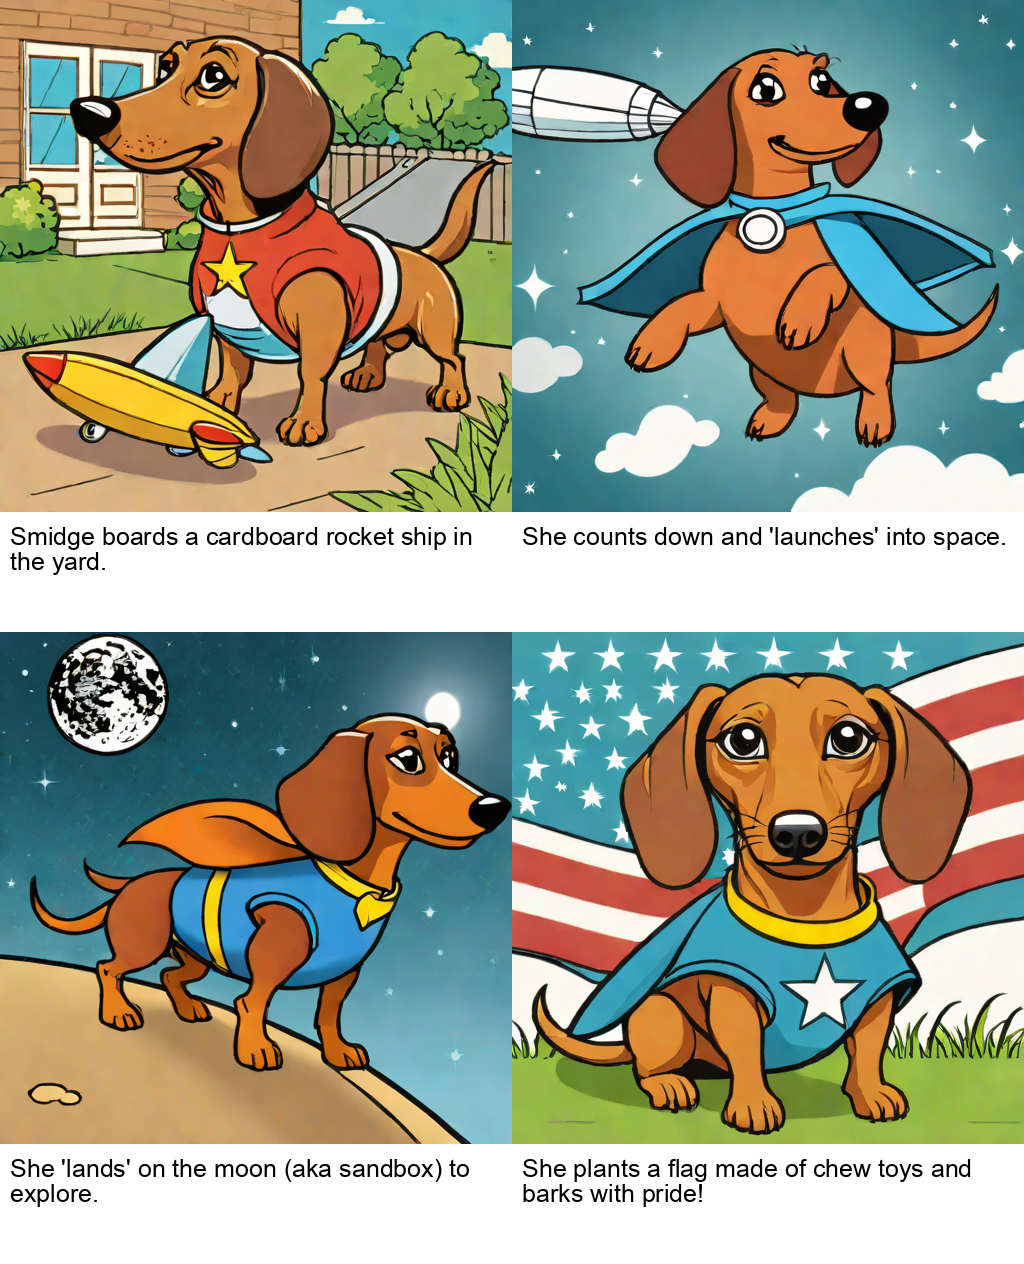 Smidge boards a cardboard rocket ship in
the yard.
She counts down and 'launches' into space.
She 'lands' on the moon (aka sandbox) to
explore.
She plants a flag made of chew toys and
barks with pride!